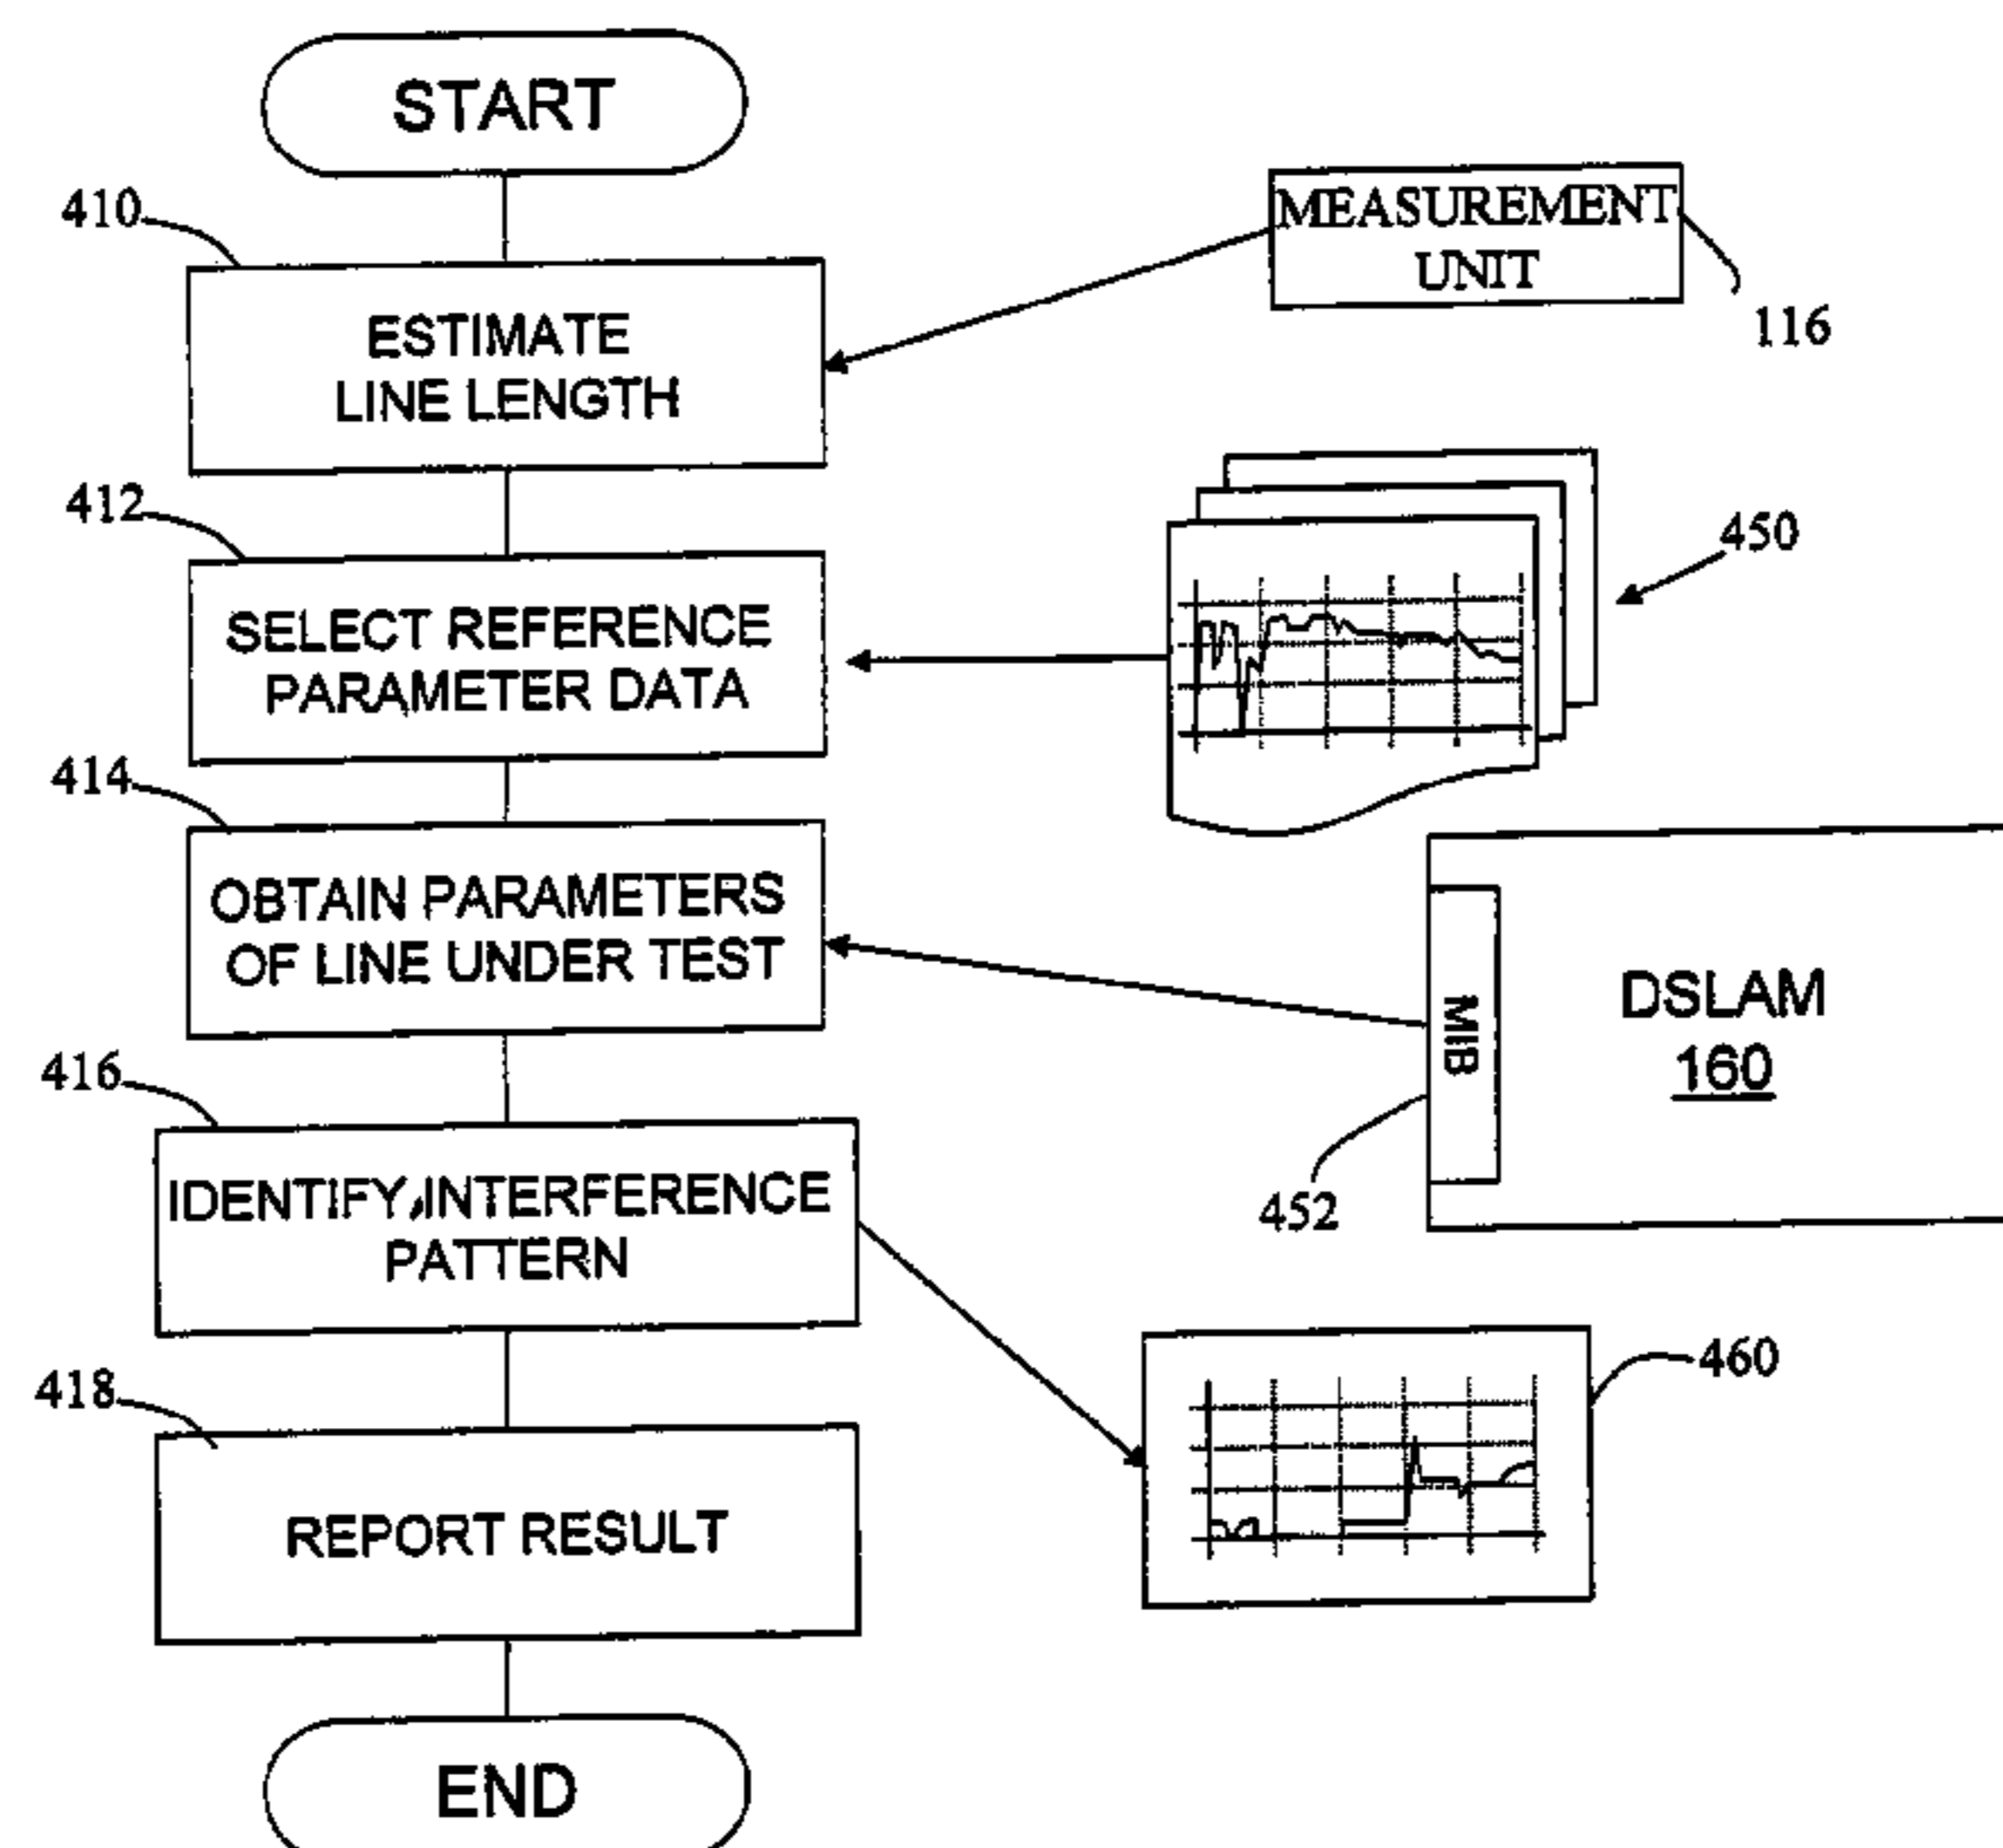 START
410
MEASUREMENT
UNIT
116
ESTIMATE
LINE LENGTH
412
450
SELECT REFERENCE
PARAMETER DATA
414
OBTAIN PARAMETERS
OF LINE UNDER TEST
MIB
DSLAM
160
452
416
IDENTIFY INTERFERENCE
PATTERN
460
418
REPORT RESULT
END